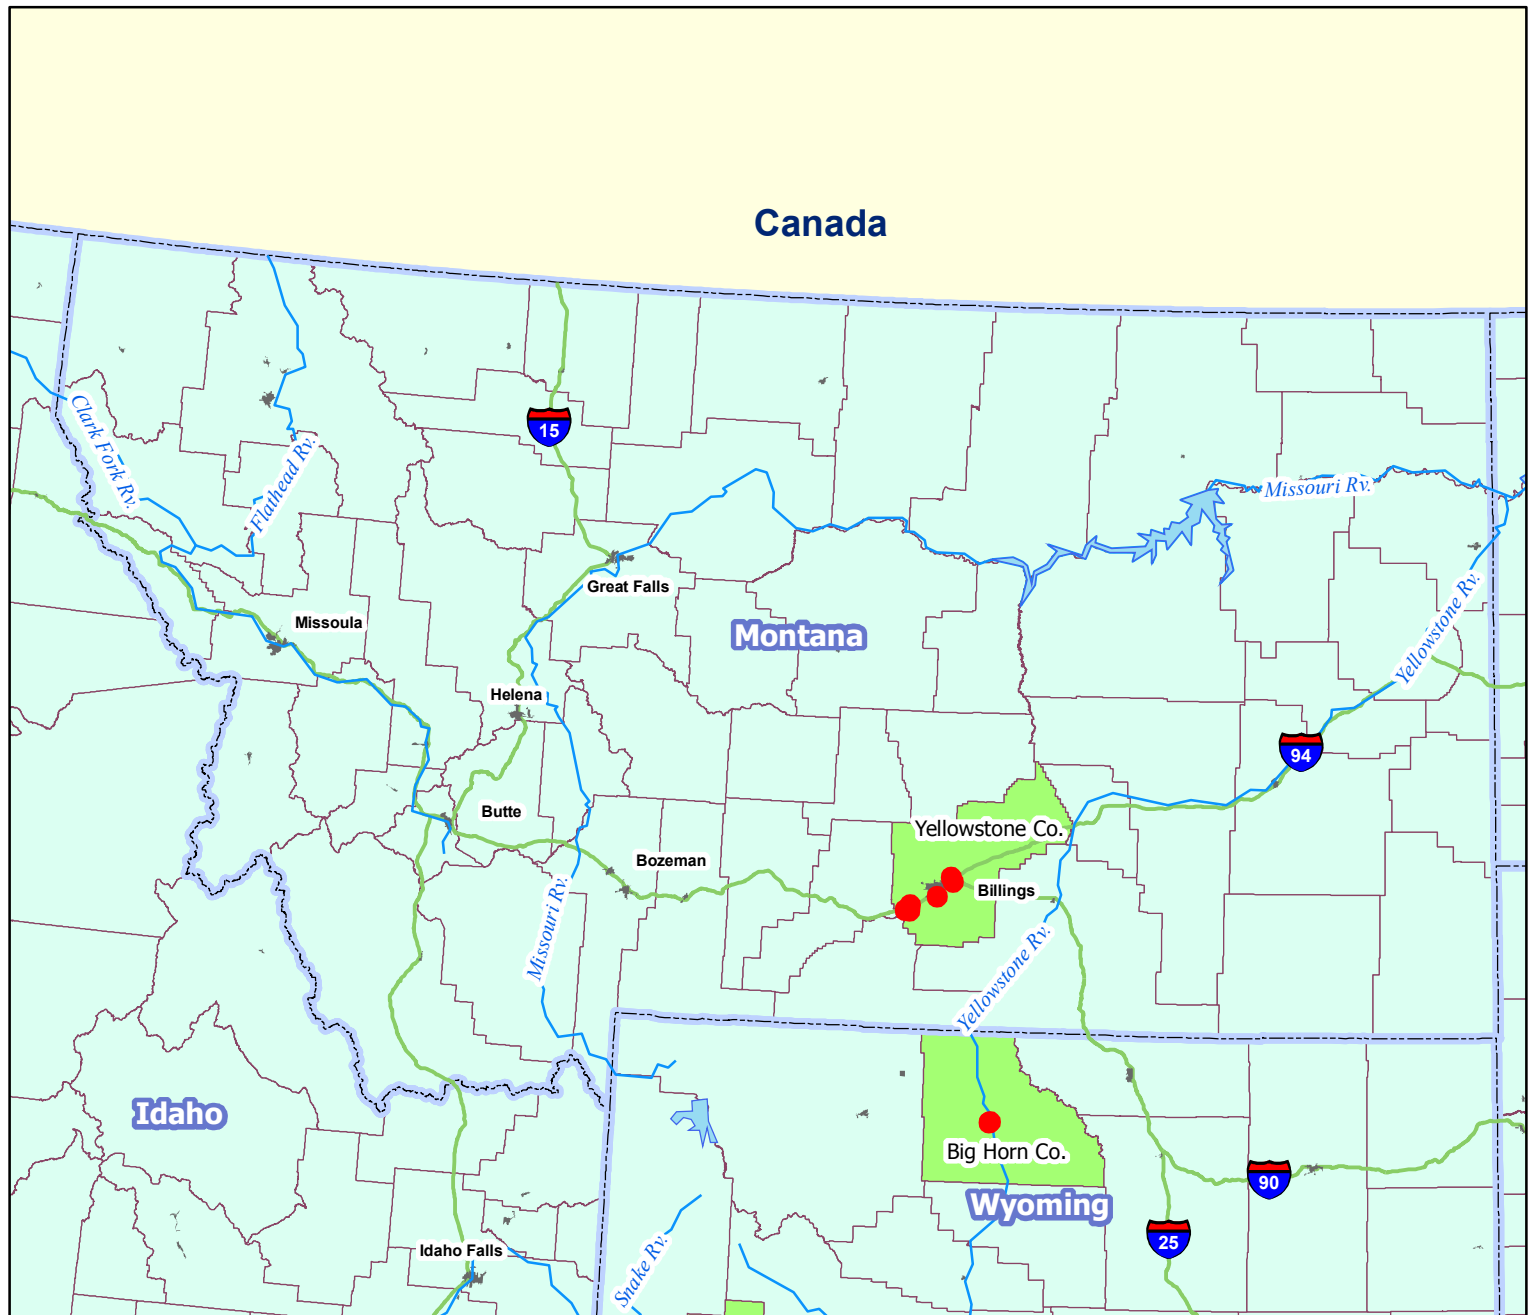 Canada
15
Clark Fork Rv.
Flathead Rv.
Missouri Rv.
Great Falls
Missoula
Montana
Yellowstone Rv.
Helena
94
Butte
Yellowstone Co.
Bozeman
Billings
Missouri Rv.
Yellowstone Rv.
Idaho
Big Horn Co.
90
Wyoming
25
Idaho Falls
Snake Rv.